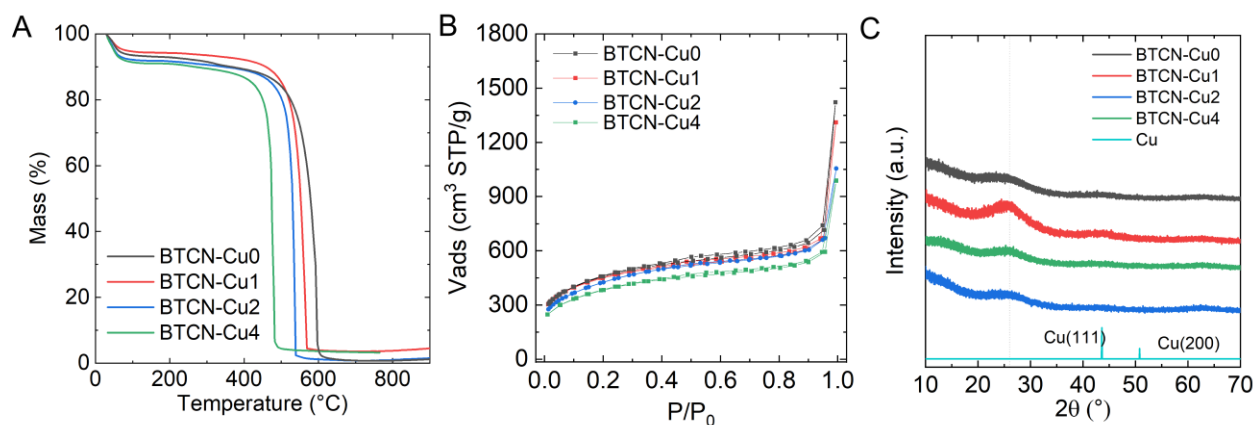 A
100
80
60
40
20
0
0
200
400
600
800
Mass (%)
Temperature (°C)
BTCN-Cu0
BTCN-Cu1
BTCN-Cu2
BTCN-Cu4
B
1800
1500
1200
900
600
300
0
0.0
0.2
0.4
0.6
0.8
1.0
Vads (cm³ STP/g)
P/P₀
BTCN-Cu0
BTCN-Cu1
BTCN-Cu2
BTCN-Cu4
C
BTCN-Cu0
BTCN-Cu1
BTCN-Cu2
BTCN-Cu4
Cu
Intensity (a.u.)
Cu(111)
Cu(200)
10
20
30
40
50
60
70
2θ (°)